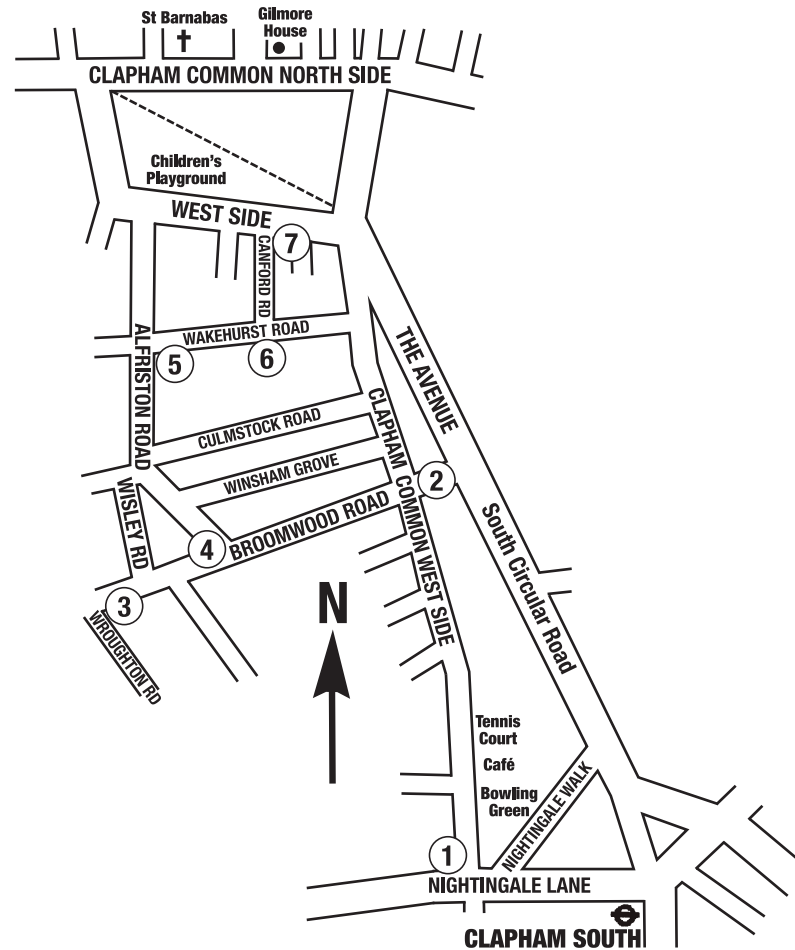 St Barnabas
Gilmore
House
CLAPHAM COMMON NORTH SIDE
Children's
Playground
WEST SIDE
7
CANFORD RD
WAKEHURST ROAD
ALFRISTON ROAD
5
6
THE AVENUE
CULMSTOCK ROAD
CLAPHAM COMMON WEST SIDE
WINSHAM GROVE
2
WISLEY RD
BROOMWOOD ROAD
4
South Circular Road
3
WROUGHTON RD
N
Tennis
Court
Café
Bowling
Green
NIGHTINGALE WALK
1
NIGHTINGALE LANE
CLAPHAM SOUTH